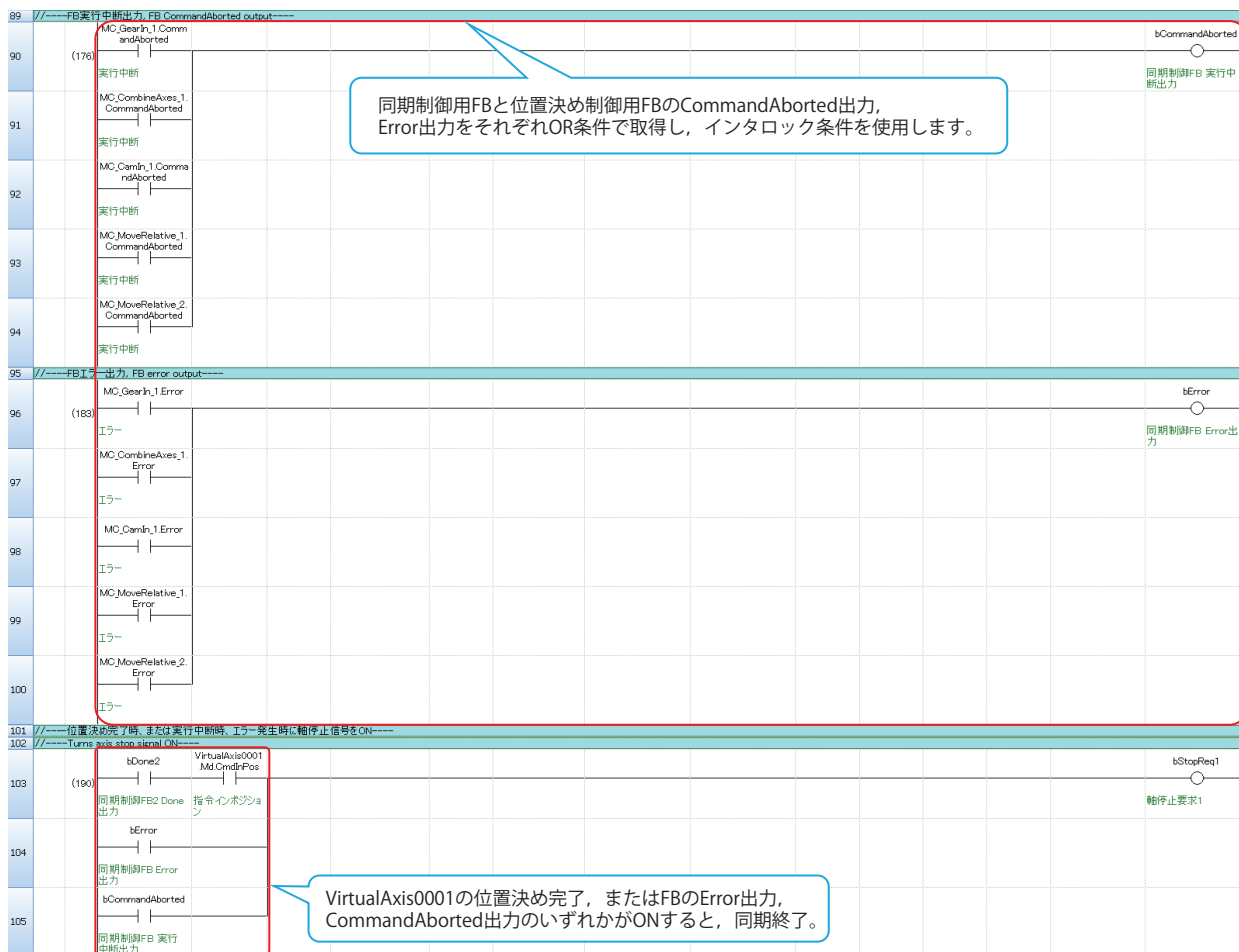 89 //----FB実行中断出力, FB CommandAborted output----
MC_GearIn_1.Comm
andAborted
bCommandAborted
90
(176)
実行中断
同期制御FB 実行中
断出力
同期制御用FBと位置決め制御用FBのCommandAborted出力,
Error出力をそれぞれOR条件で取得し，インタロック条件を使用します。
MC_CombineAxes_1.
CommandAborted
91
実行中断
MC_CamIn_1.Comma
ndAborted
92
実行中断
MC_MoveRelative_1.
CommandAborted
93
実行中断
MC_MoveRelative_2.
CommandAborted
94
実行中断
95 //----FBエラー出力, FB error output----
MC_GearIn_1.Error
bError
96
(183)
エラー
同期制御FB Error出
力
MC_CombineAxes_1.
Error
97
エラー
MC_CamIn_1.Error
98
エラー
MC_MoveRelative_1.
Error
99
エラー
MC_MoveRelative_2.
Error
100
エラー
101 //----位置決め完了時、または実行中断時、エラー発生時に軸停止信号をON----
102 //----Turns axis stop signal ON----
bDone2
VirtualAxis0001
.Md.CmdInPos
bStopReq1
103
(190)
同期制御FB2 Done
出力
指令インポジショ
ン
軸停止要求1
bError
104
同期制御FB Error
出力
bCommandAborted
105
同期制御FB 実行
中断出力
VirtualAxis0001の位置決め完了，またはFBのError出力,
CommandAborted出力のいずれかがONすると，同期終了。